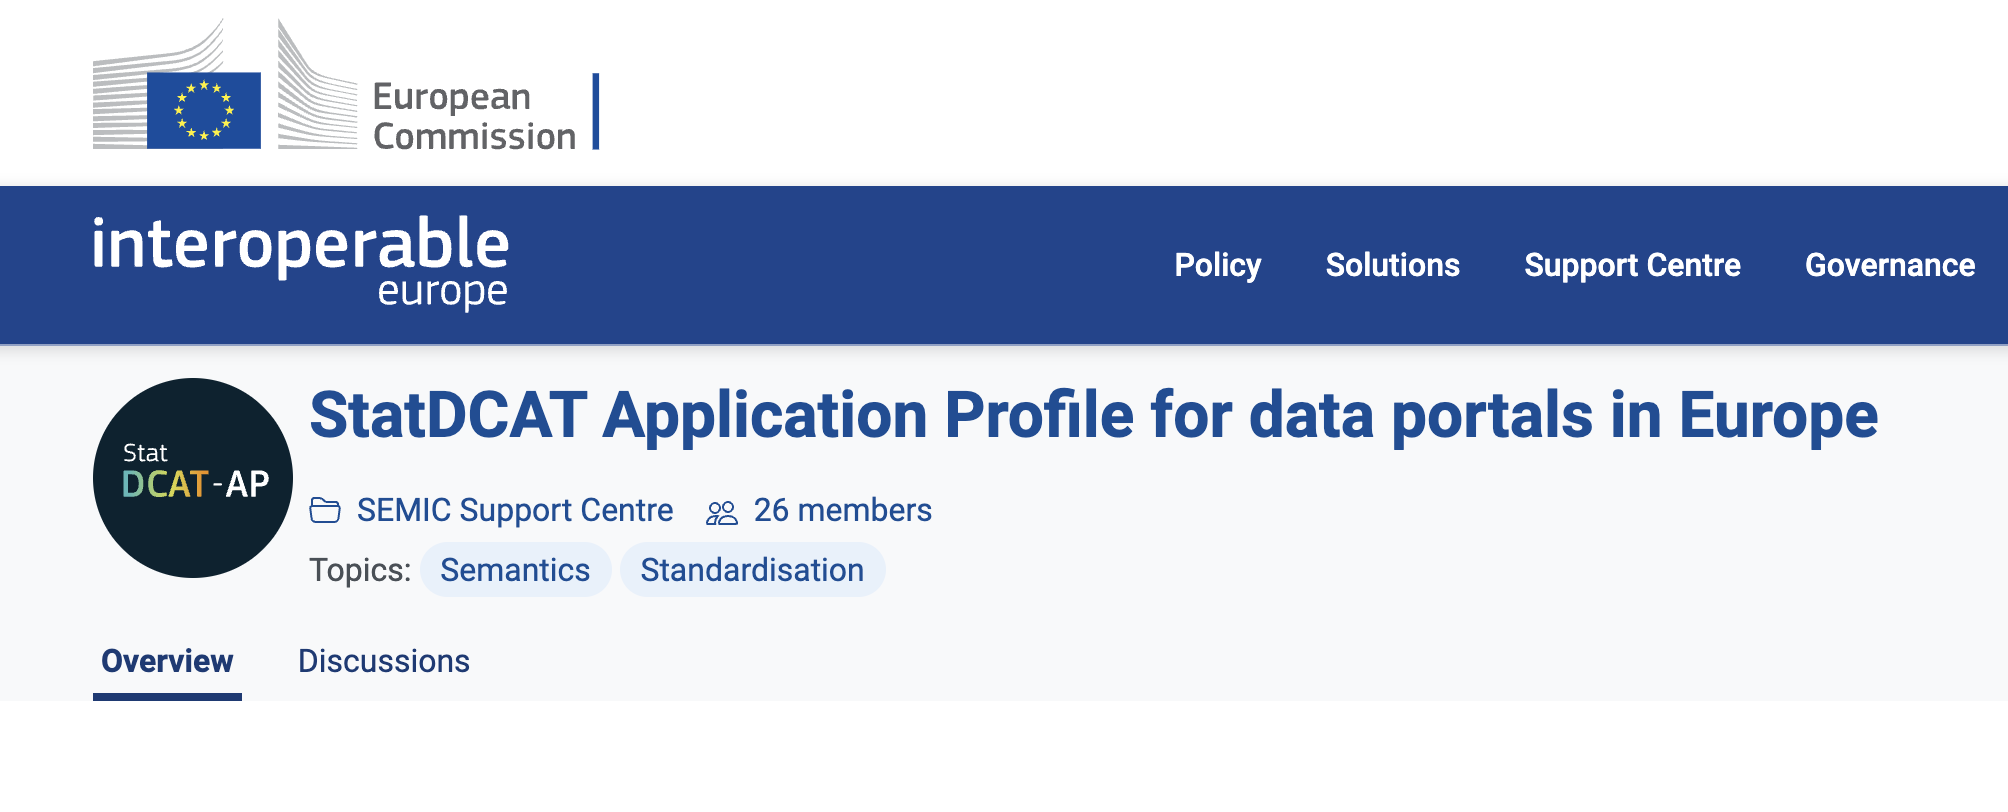 European
Commission
interoperable
europe
Policy Solutions Support Centre Governance
Stat
DCAT-AP
StatDCAT Application Profile for data portals in Europe
SEMIC Support Centre 26 members
Topics: Semantics Standardisation
Overview Discussions